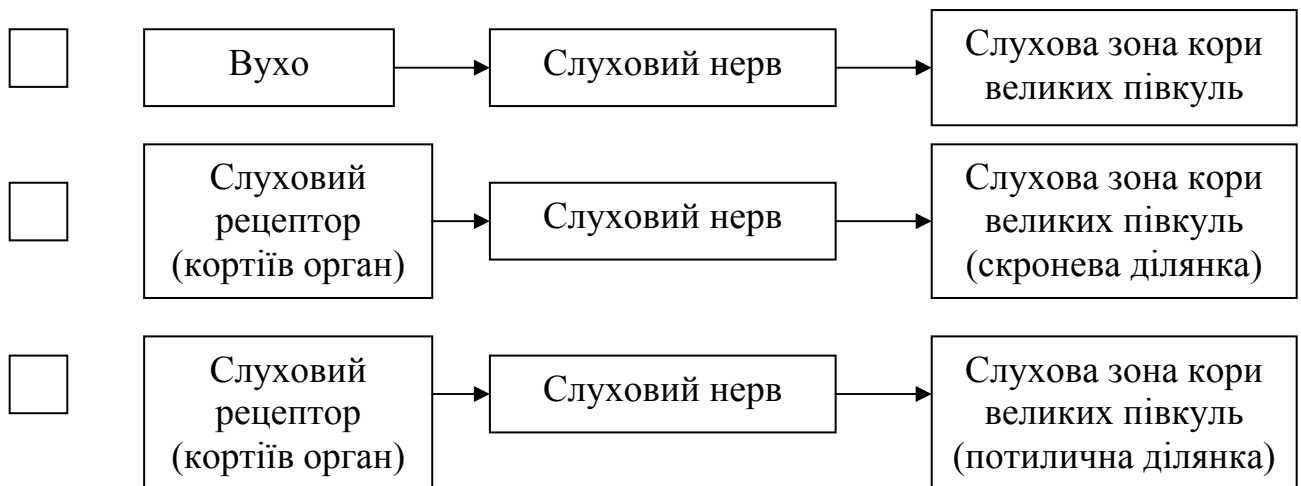 Вухо
Слуховий нерв
Слухова зона кори
великих півкуль
Слуховий
рецептор
(кортіїв орган)
Слуховий нерв
Слухова зона кори
великих півкуль
(скронева ділянка)
Слуховий
рецептор
(кортіїв орган)
Слуховий нерв
Слухова зона кори
великих півкуль
(потилична ділянка)